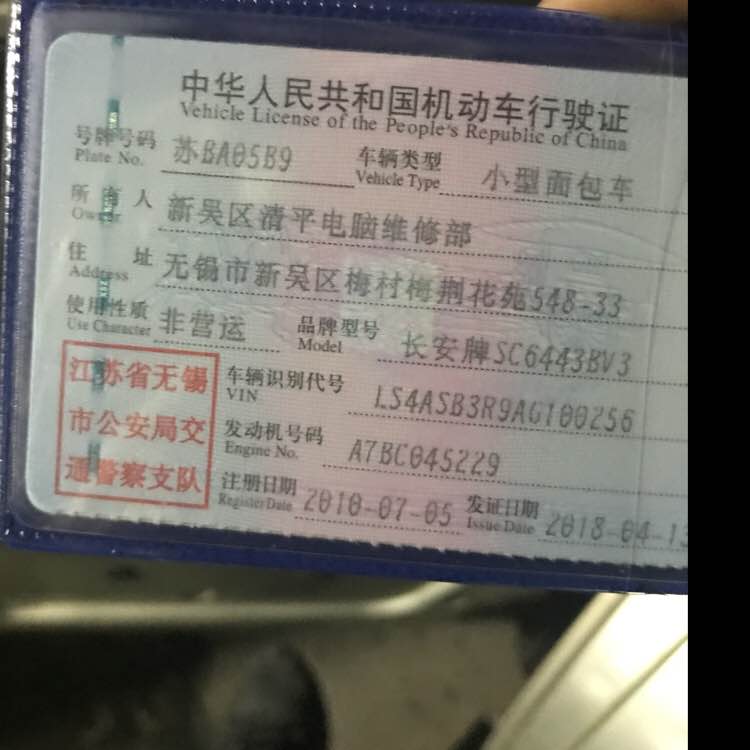 中华人民共和国机动车行驶证
Vehicle License of the People's Republic of China
号牌号码 苏BA05B9 车辆类型 小型面包车
Plate No. Vehicle Type
所有人 新吴区清平电脑维修部
Owner
住址 无锡市新吴区梅村梅荆花苑548-33
Address
使用性质 非营运 品牌型号 长安牌SC6443BV3
Use Character Model
江苏省无锡
市公安局交
通警察支队
车辆识别代号 LS4ASB3R9AG100256
VIN
发动机号码 A7BC045229
Engine No.
注册日期 2010-07-05 发证日期 2018-04-13
Register Date Issue Date